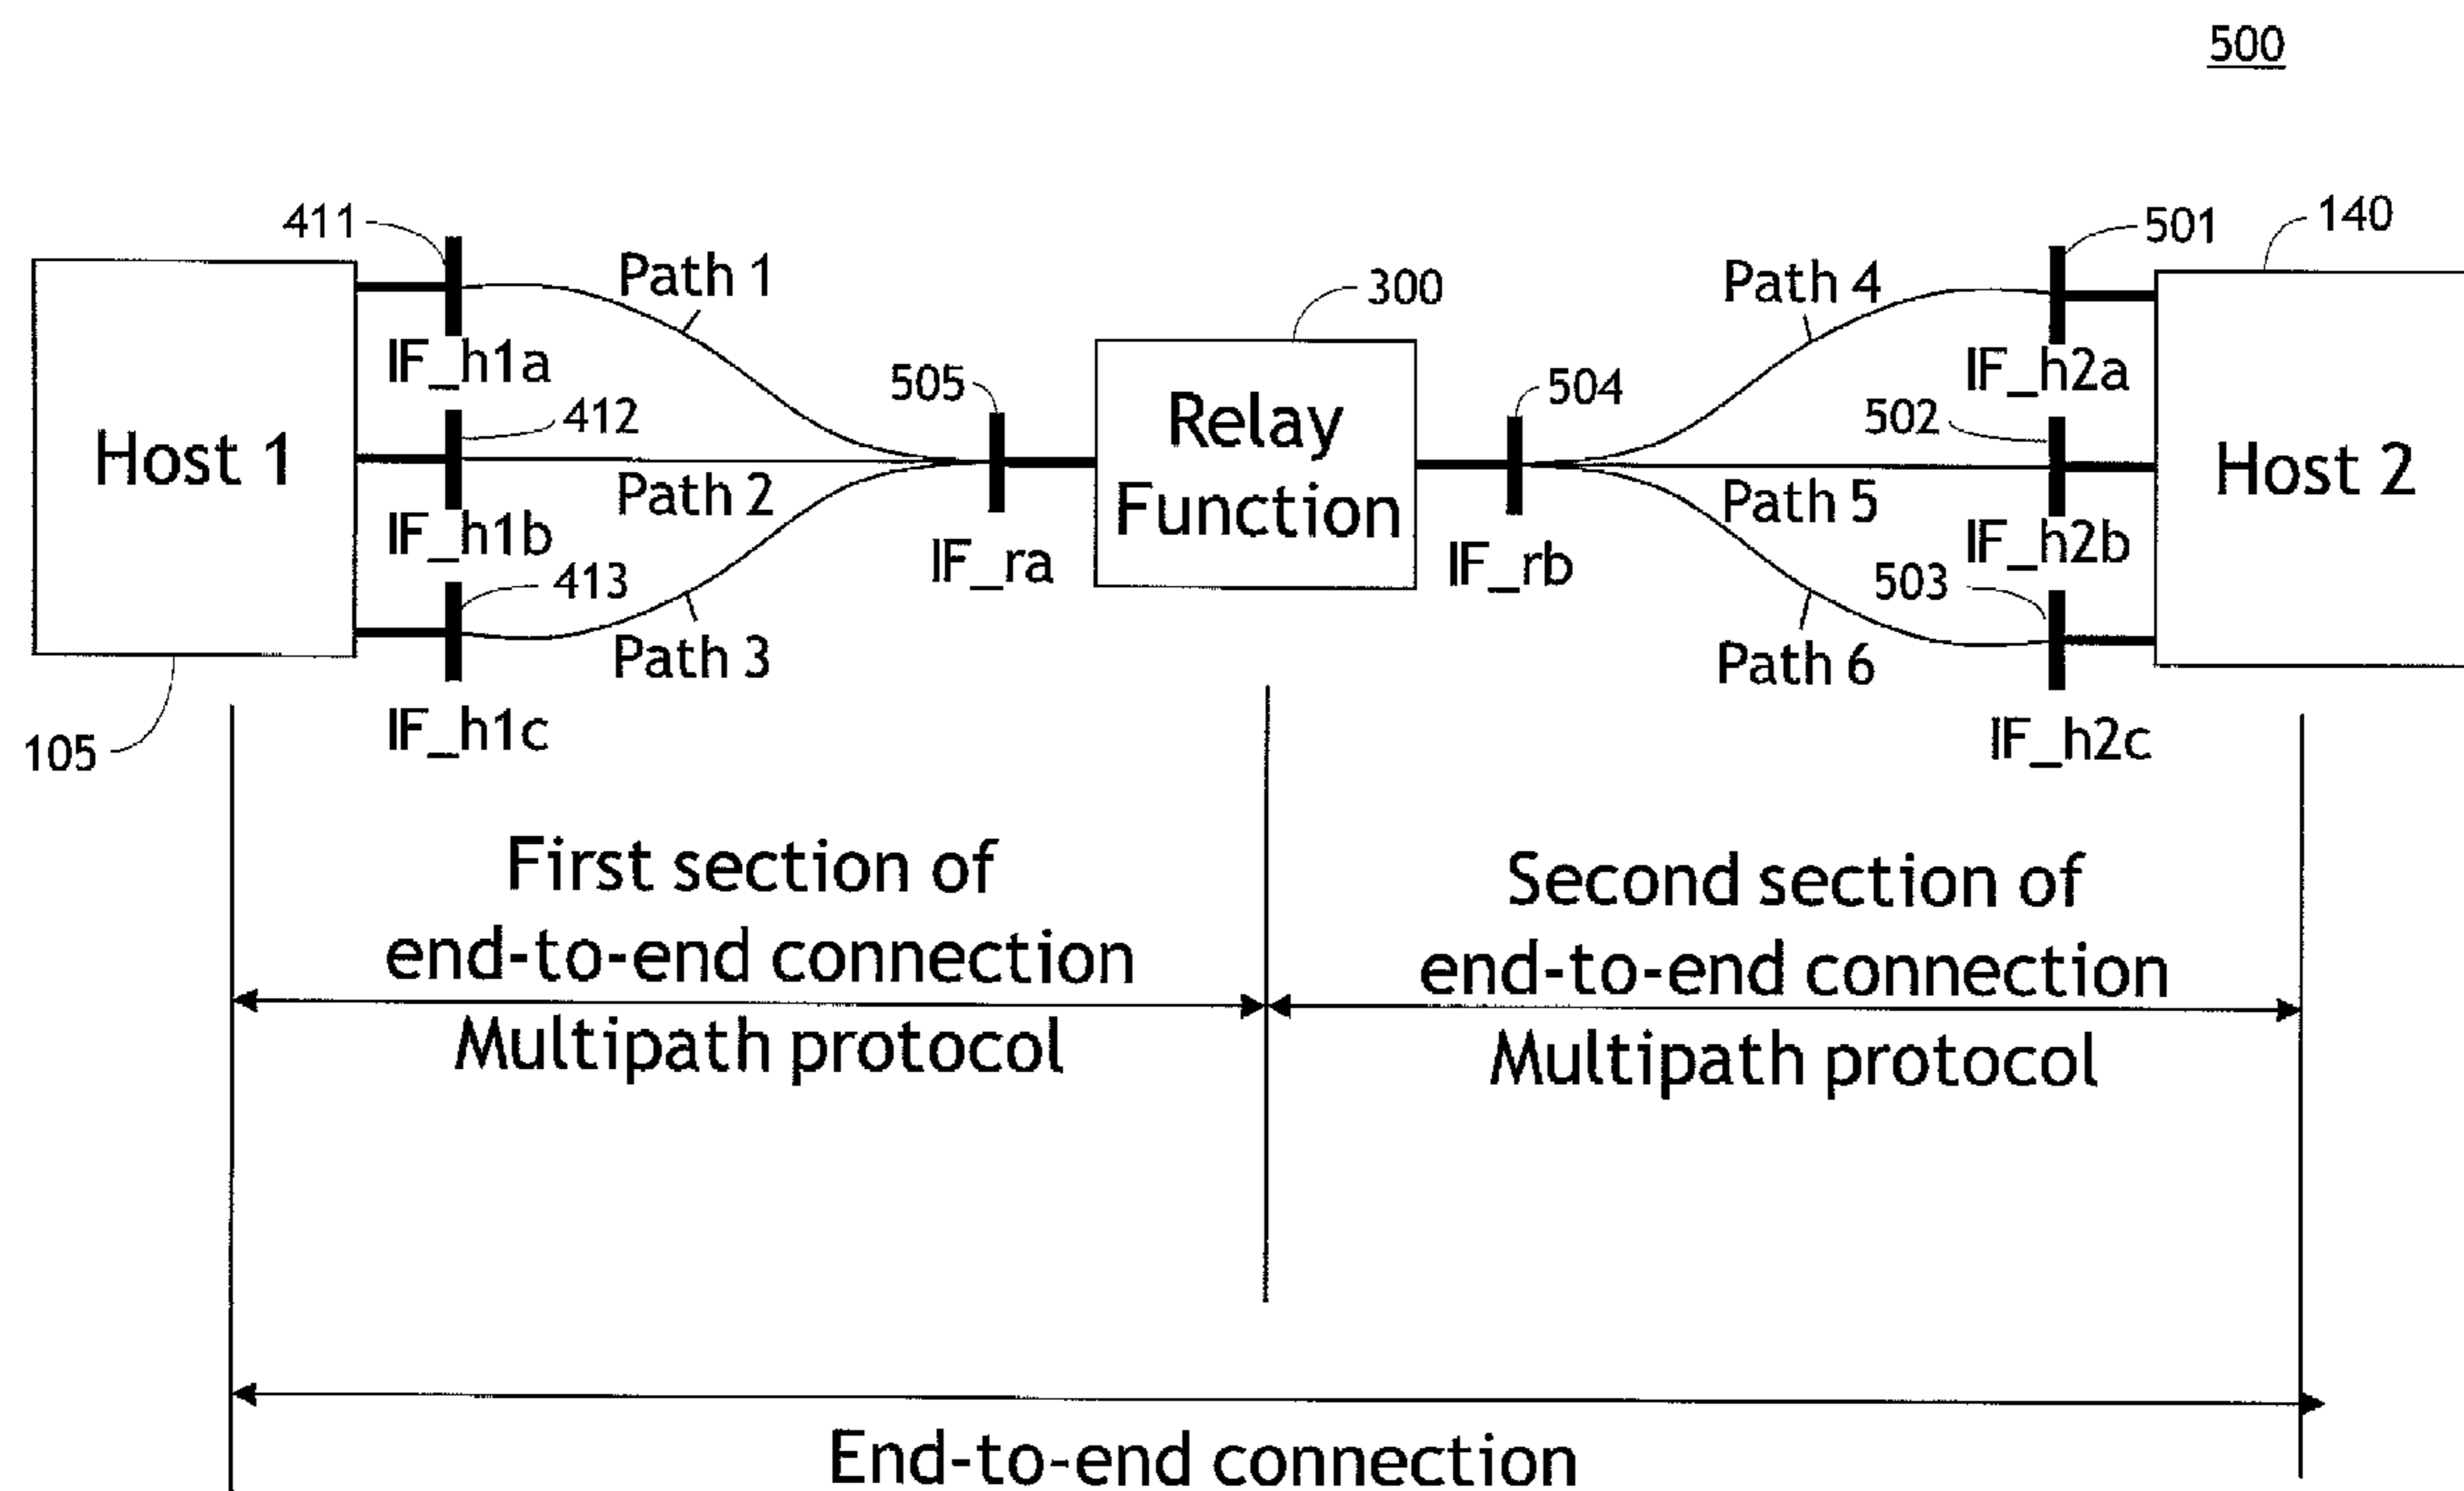 500
411
Path 1
Path 4
501
140
IF_h1a
505
300
504
IF_h2a
412
502
Host 1
Relay
Function
Host 2
Path 2
Path 5
IF_h1b
IF_ra
IF_rb
IF_h2b
413
503
Path 3
Path 6
105
IF_h1c
IF_h2c
First section of
end-to-end connection
Multipath protocol
Second section of
end-to-end connection
Multipath protocol
End-to-end connection